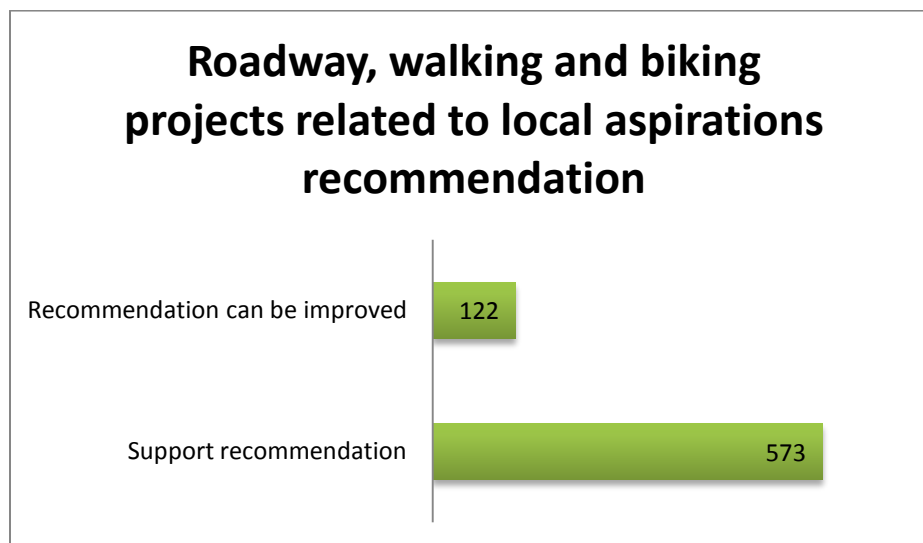 Roadway, walking and biking
projects related to local aspirations
recommendation
Recommendation can be improved
122
Support recommendation
573